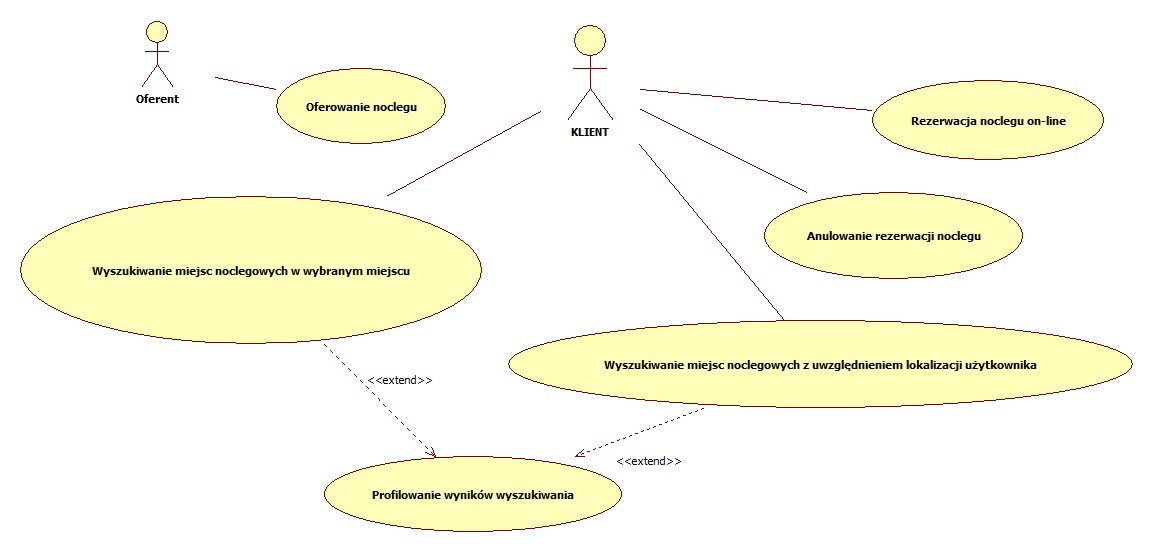 Oferent
Oferowanie noclegu
KLIENT
Rezerwacja noclegu on-line
Anulowanie rezerwacji noclegu
Wyszukiwanie miejsc noclegowych w wybranym miejscu
Wyszukiwanie miejsc noclegowych z uwzględnieniem lokalizacji użytkownika
<<extend>>
<<extend>>
Profilowanie wyników wyszukiwania